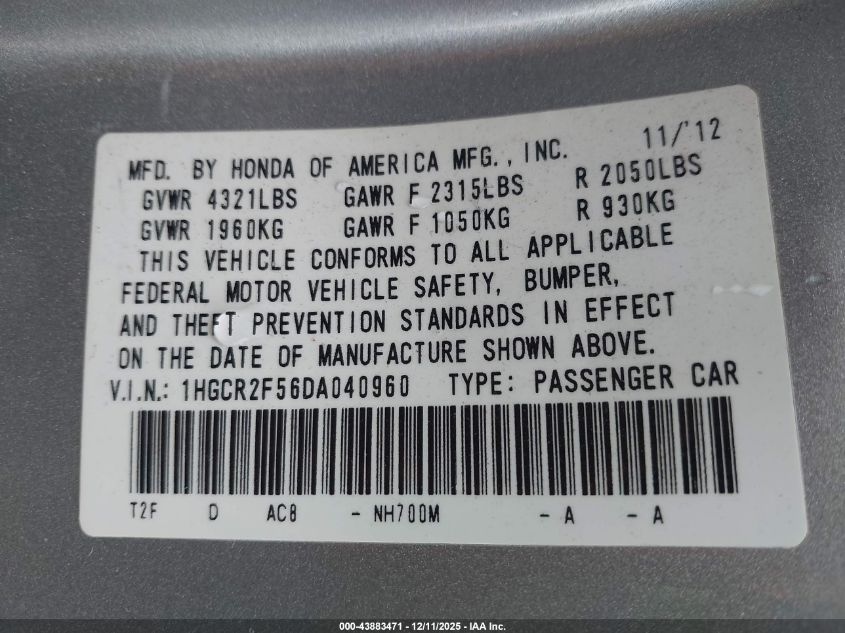 MFD. BY HONDA OF AMERICA MFG., INC. 11/'12
GVWR 4321LBS GAWR F 2315LBS R 2050LBS
GVWR 1960KG GAWR F 1050KG R 930KG
THIS VEHICLE CONFORMS TO ALL APPLICABLE
FEDERAL MOTOR VEHICLE SAFETY, BUMPER,
AND THEFT PREVENTION STANDARDS IN EFFECT
ON THE DATE OF MANUFACTURE SHOWN ABOVE.
V.I.N.: 1HGCR2F56DA040960 TYPE: PASSENGER CAR
T2F D AC8 - NH700M - A - A
000-43883471 - 12/11/2025 - IAA Inc.